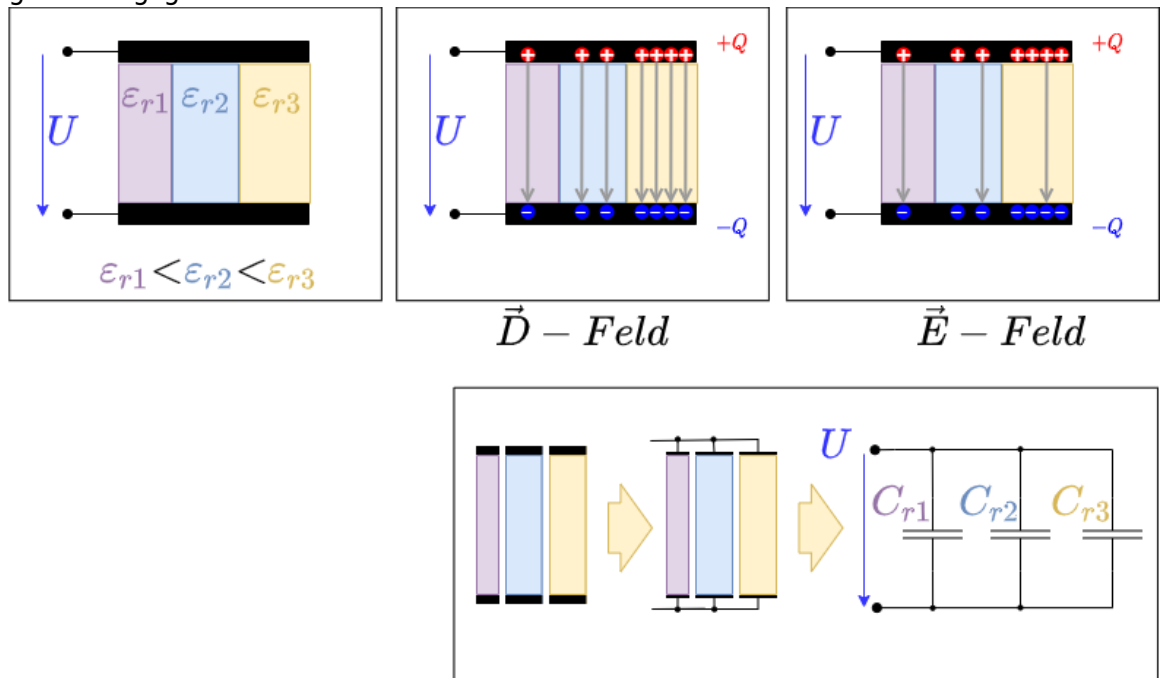 U
εr1 εr2 εr3
εr1<εr2<εr3
U
+Q
−Q
D⃗ − Feld
U
+Q
−Q
E⃗ − Feld
U
Cr1 Cr2 Cr3